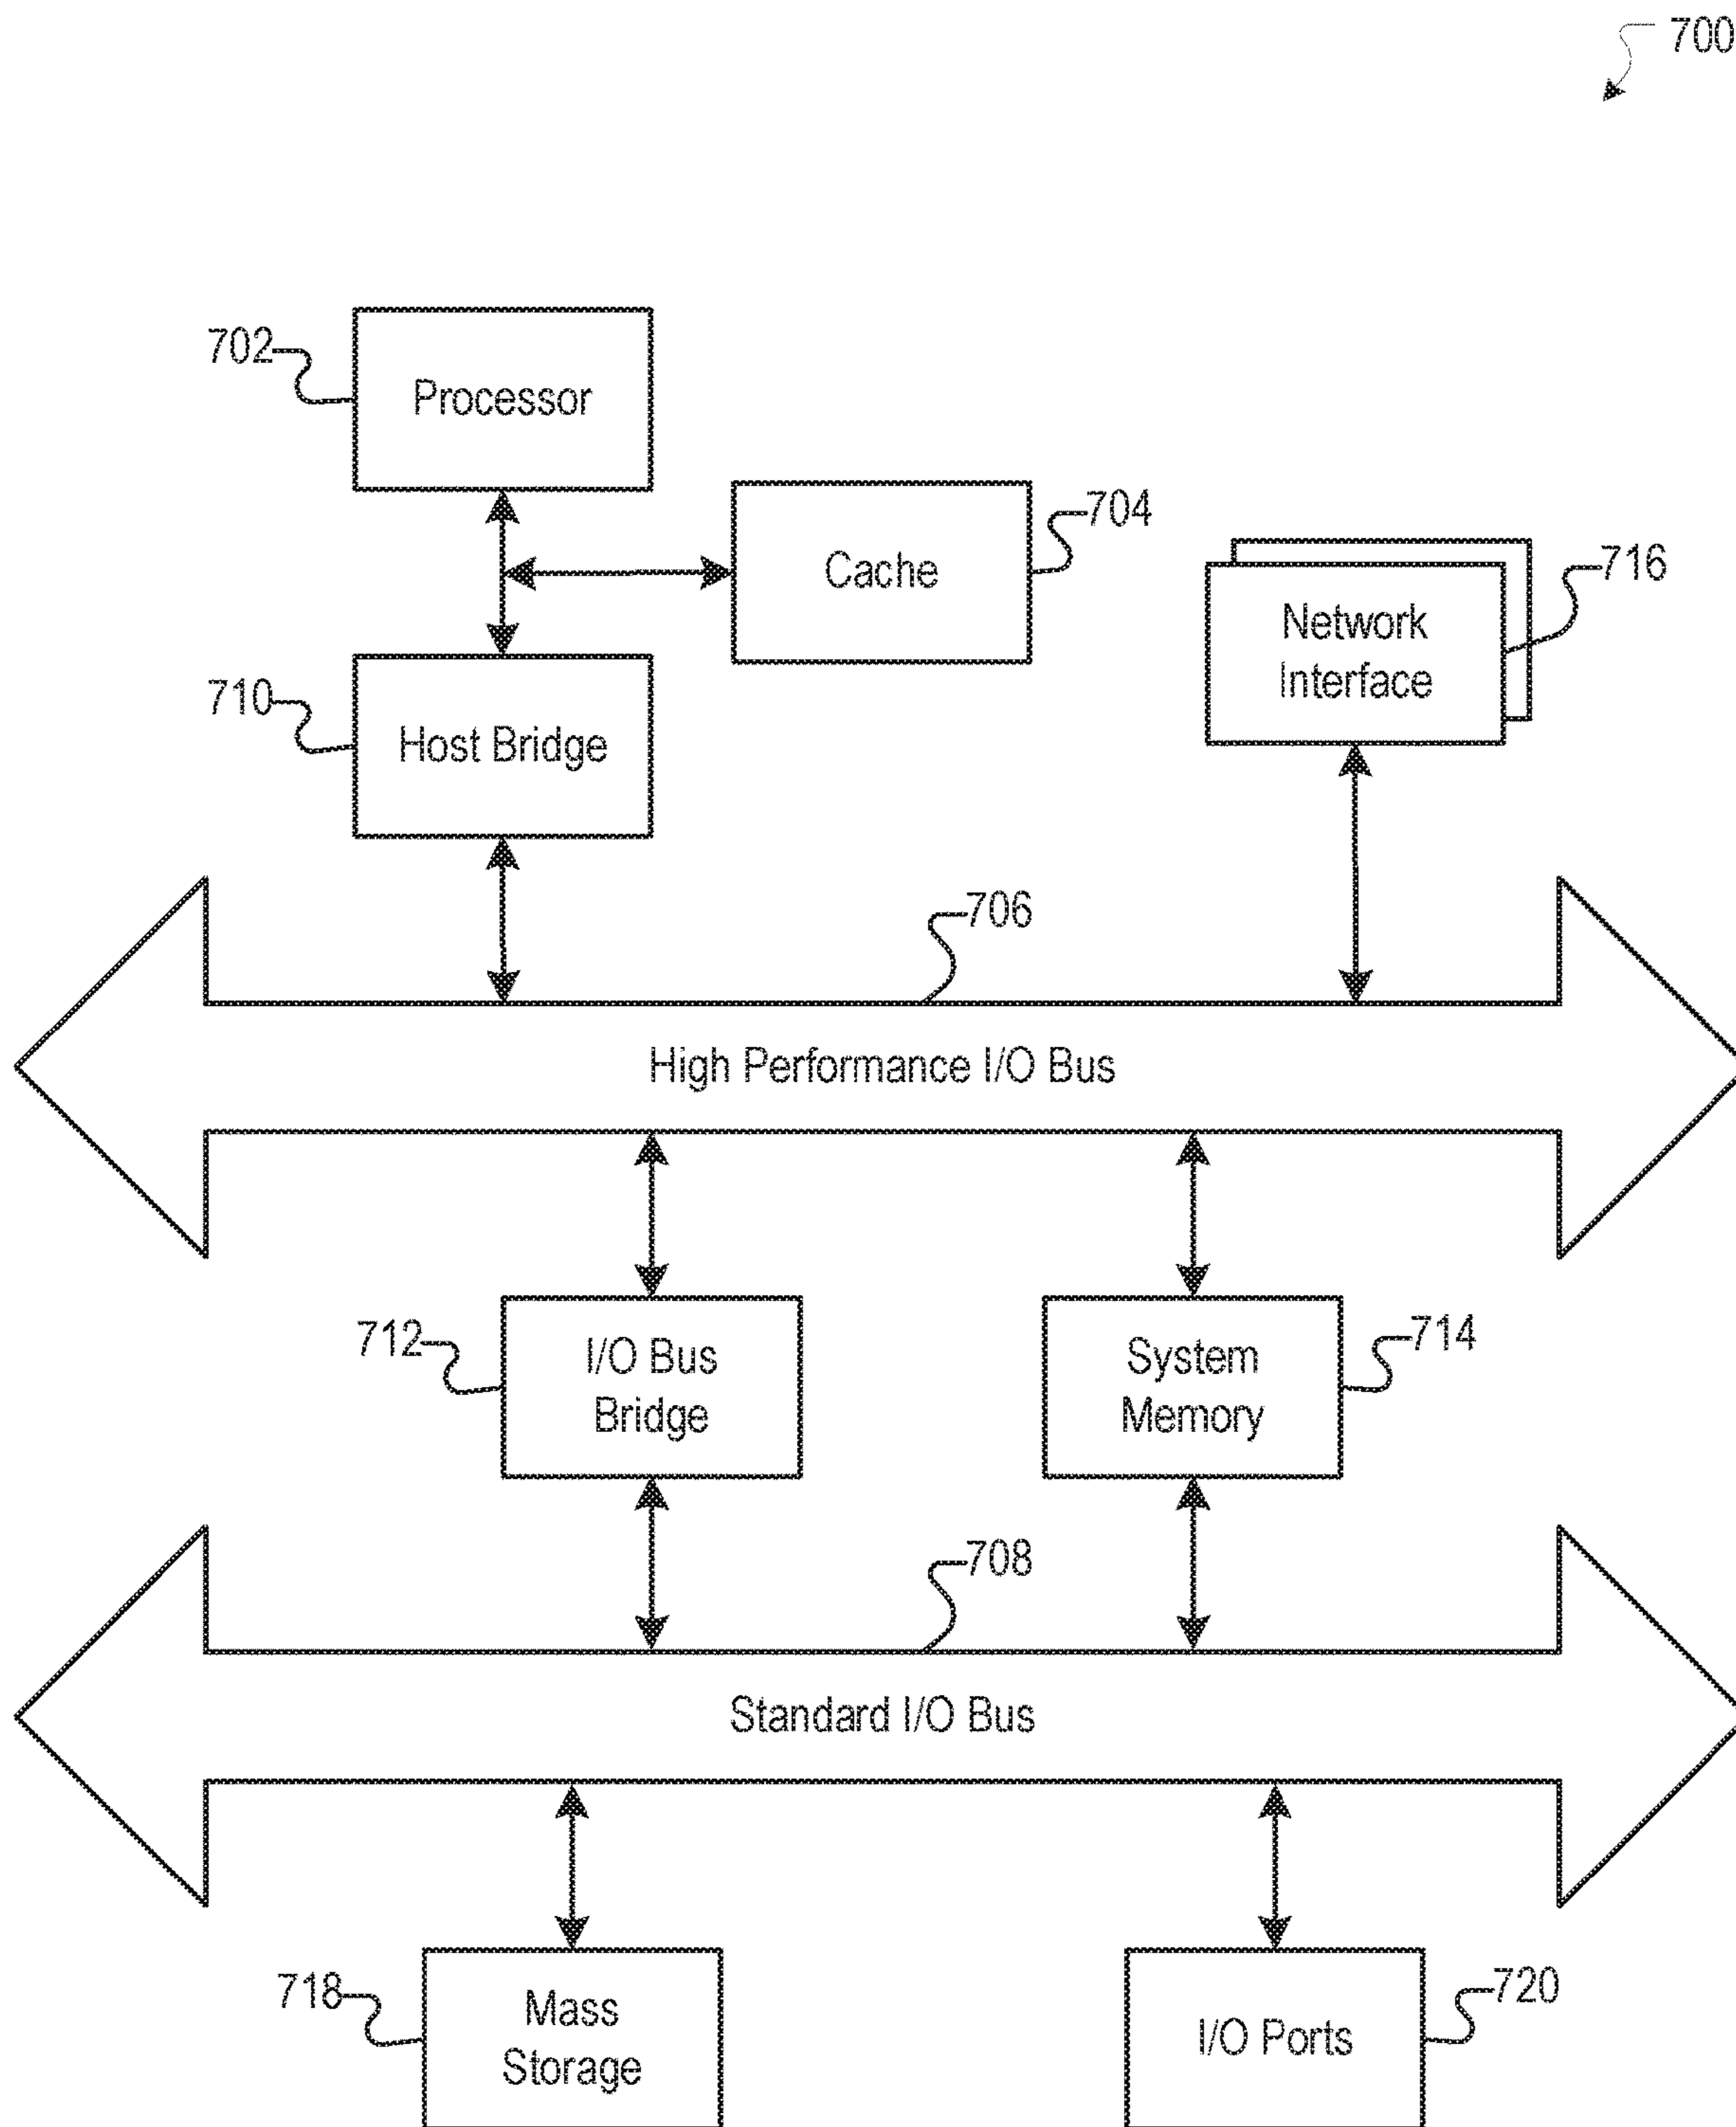 700
702
Processor
704
Cache
716
Network
Interface
710
Host Bridge
706
High Performance I/O Bus
712
I/O Bus
Bridge
714
System
Memory
708
Standard I/O Bus
718
Mass
Storage
720
I/O Ports